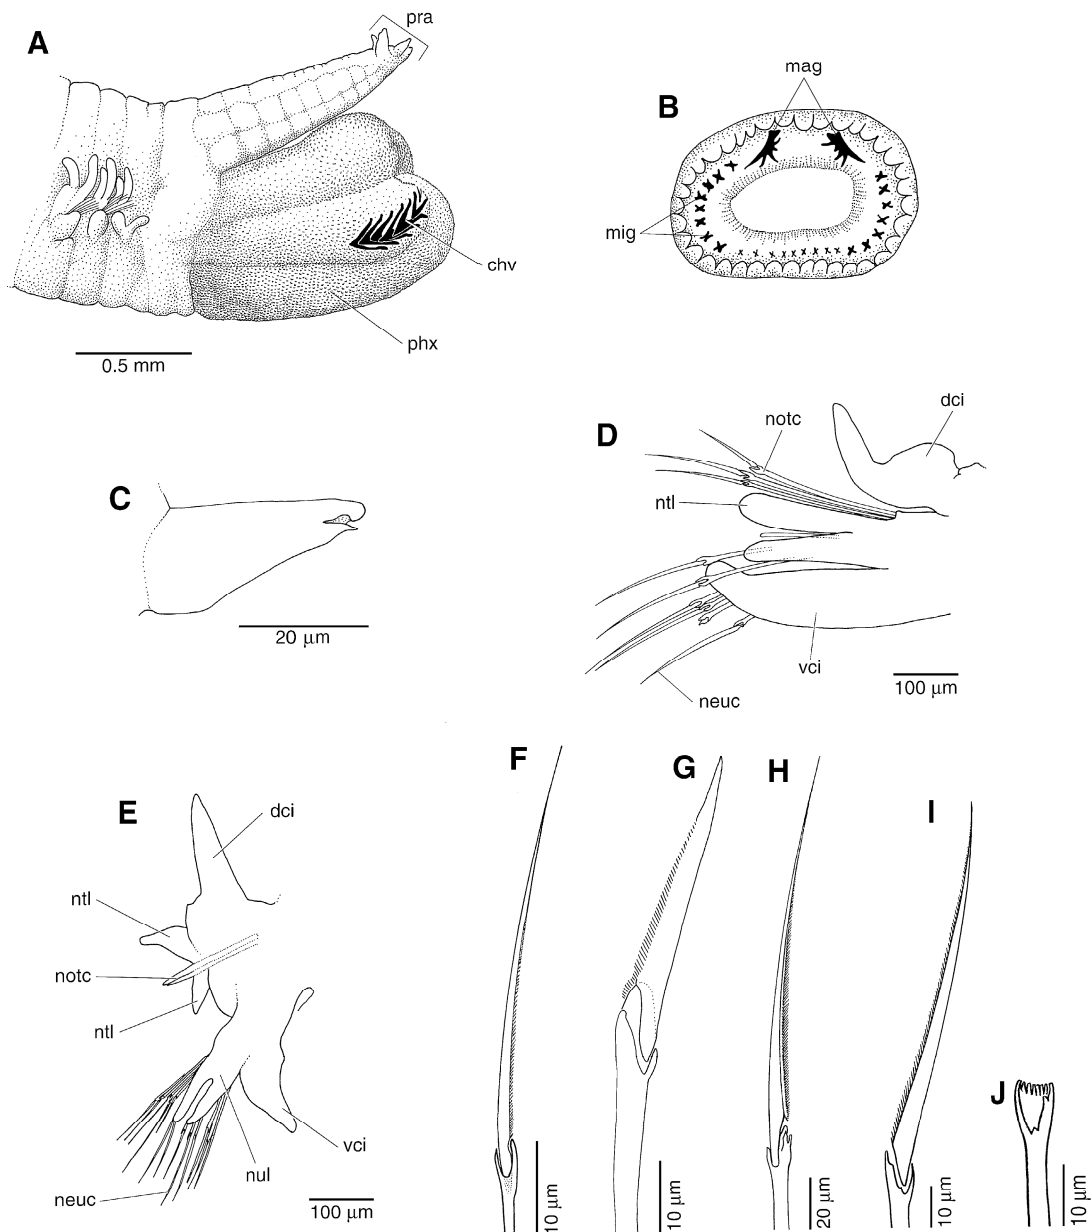 A
pra
chv
phx
0.5 mm
B
mag
mig
C
20 µm
D
notc
dci
ntl
vci
neuc
100 µm
E
dci
ntl
notc
ntl
vci
nul
neuc
100 µm
F
10 µm
G
10 µm
H
20 µm
I
10 µm
J
10 µm